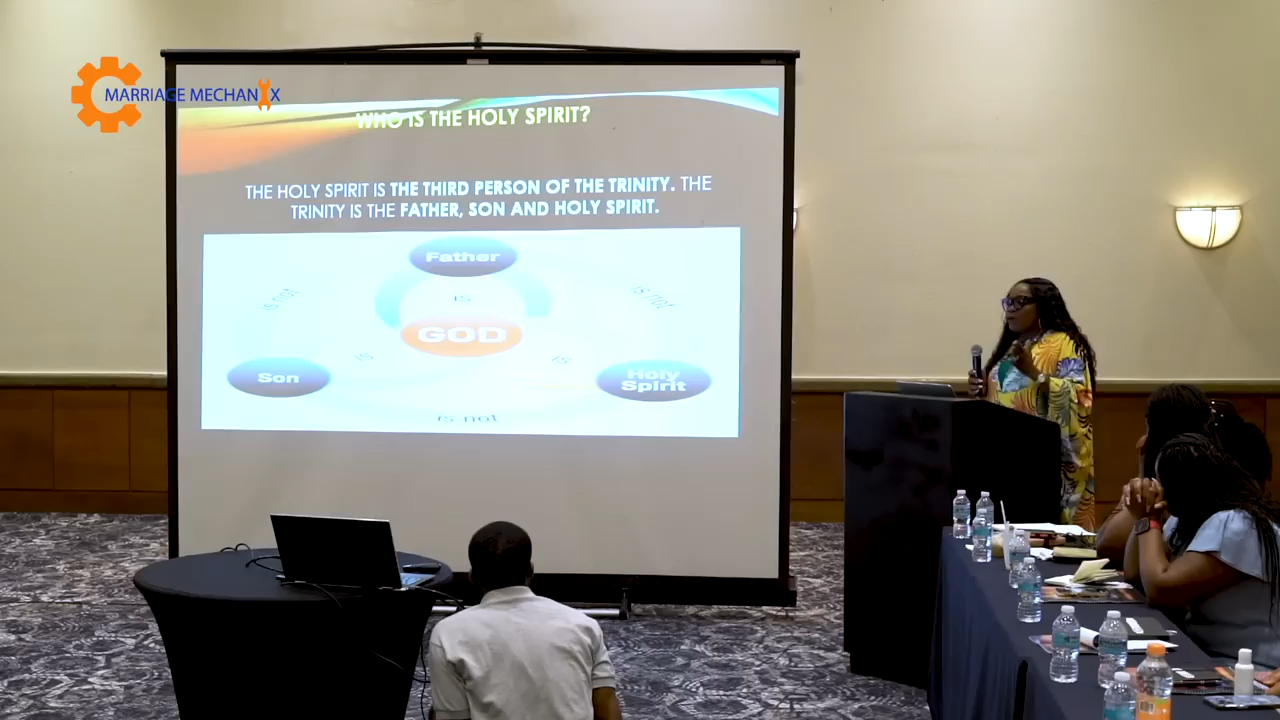 MARRIAGE MECHANIX
WHO IS THE HOLY SPIRIT?
THE HOLY SPIRIT IS THE THIRD PERSON OF THE TRINITY. THE
TRINITY IS THE FATHER, SON AND HOLY SPIRIT.
Father
is not
is
is not
GOD
is
is
Son
Holy
Spirit
is not